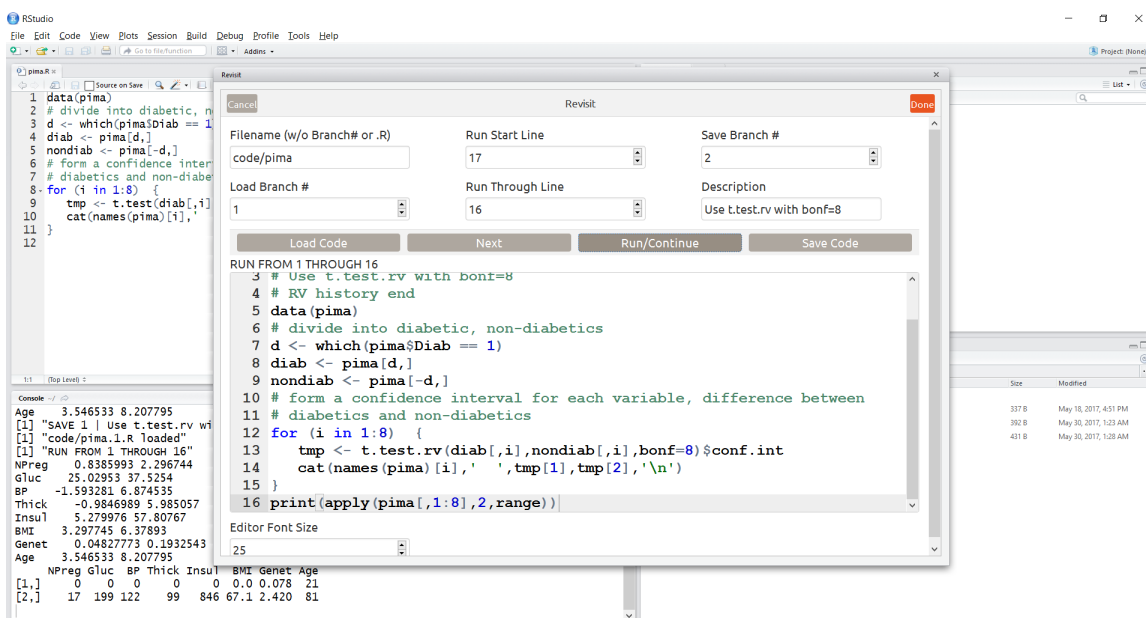 RStudio
File Edit Code View Plots Session Build Debug Profile Tools Help
Go to file/function Addins
Project: (None)
pima.R
Source on Save
1 data(pima)
2 # divide into diabetic, n
3 d <- which(pima$Diab == 1
4 diab <- pima[d,]
5 nondiab <- pima[-d,]
6 # form a confidence inter
7 # diabetics and non-diabe
8 for (i in 1:8) {
9 tmp <- t.test(diab[,i]
10 cat(names(pima)[i],'
11 }
12
1:1 (Top Level)
Console ~/
Age 3.546533 8.207795
[1] "SAVE 1 | Use t.test.rv wi
[1] "code/pima.1.R loaded"
[1] "RUN FROM 1 THROUGH 16"
NPreg 0.8385993 2.296744
Gluc 25.02953 37.5254
BP -1.593281 6.874535
Thick -0.9846989 5.985057
Insul 5.279976 57.80767
BMI 3.297745 6.37893
Genet 0.04827773 0.1932543
Age 3.546533 8.207795
NPreg Gluc BP Thick Insul BMI Genet Age
[1,] 0 0 0 0 0 0.0 0.078 21
[2,] 17 199 122 99 846 67.1 2.420 81
Revisit
Cancel Revisit Done
Filename (w/o Branch# or .R) Run Start Line Save Branch #
code/pima 17 2
Load Branch # Run Through Line Description
1 16 Use t.test.rv with bonf=8
Load Code Next Run/Continue Save Code
RUN FROM 1 THROUGH 16
3 # Use t.test.rv with bonf=8
4 # RV history end
5 data(pima)
6 # divide into diabetic, non-diabetics
7 d <- which(pima$Diab == 1)
8 diab <- pima[d,]
9 nondiab <- pima[-d,]
10 # form a confidence interval for each variable, difference between
11 # diabetics and non-diabetics
12 for (i in 1:8) {
13 tmp <- t.test.rv(diab[,i],nondiab[,i],bonf=8)$conf.int
14 cat(names(pima)[i],' ',tmp[1],tmp[2],'\n')
15 }
16 print(apply(pima[,1:8],2,range))
Editor Font Size
25
List
Size Modified
337 B May 18, 2017, 4:51 PM
392 B May 30, 2017, 1:23 AM
431 B May 30, 2017, 1:28 AM